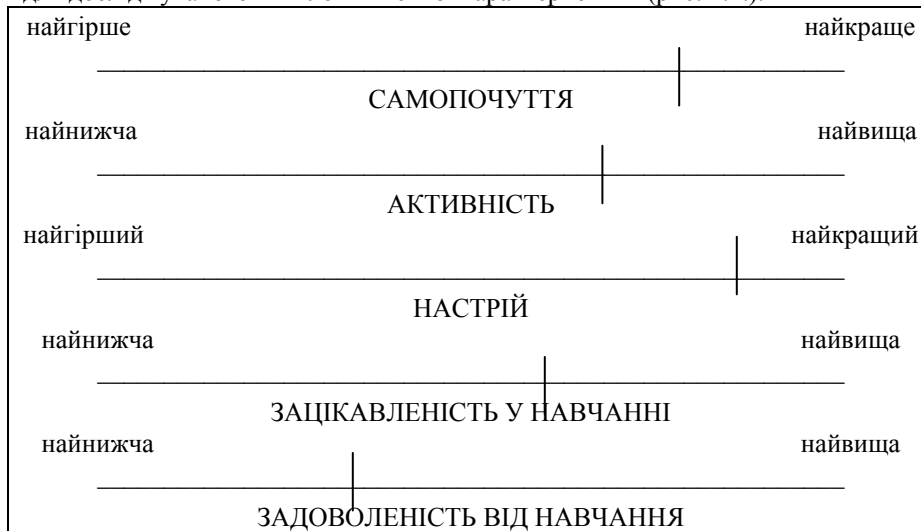 найгірше найкраще
САМОПОЧУТТЯ
найнижча найвища
АКТИВНІСТЬ
найгірший найкращий
НАСТРІЙ
найнижча найвища
ЗАЦІКАВЛЕНІСТЬ У НАВЧАННІ
найнижча найвища
ЗАДОВОЛЕНІСТЬ ВІД НАВЧАННЯ